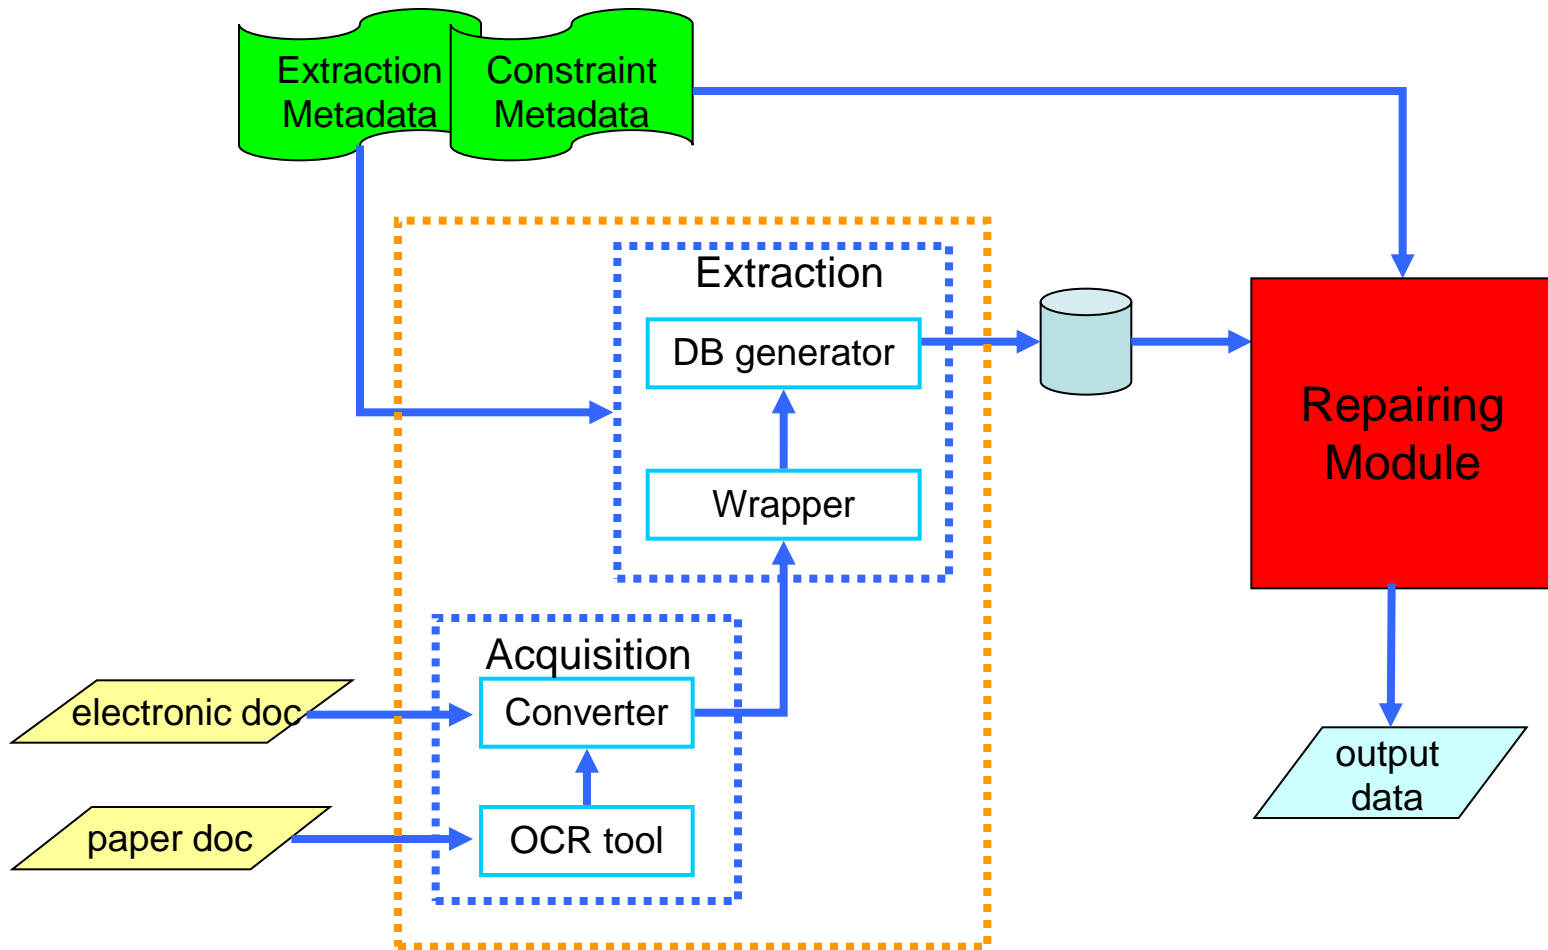 Extraction
Metadata
Constraint
Metadata
Extraction
DB generator
Wrapper
Repairing
Module
Acquisition
electronic doc
Converter
paper doc
OCR tool
output
data